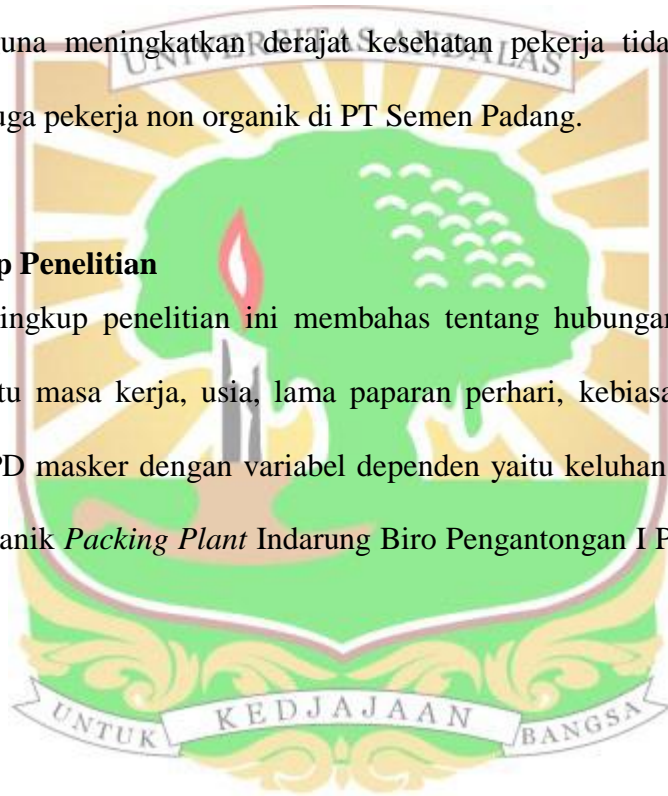 una meningkatkan derajat kesehatan pekerja tida
UNIVERSITAS ANDALAS
uga pekerja non organik di PT Semen Padang.
p Penelitian
ingkup penelitian ini membahas tentang hubungan
tu masa kerja, usia, lama paparan perhari, kebiasa
PD masker dengan variabel dependen yaitu keluhan
anik Packing Plant Indarung Biro Pengantongan I P
UNTUK KEDJAJAAN BANGSA